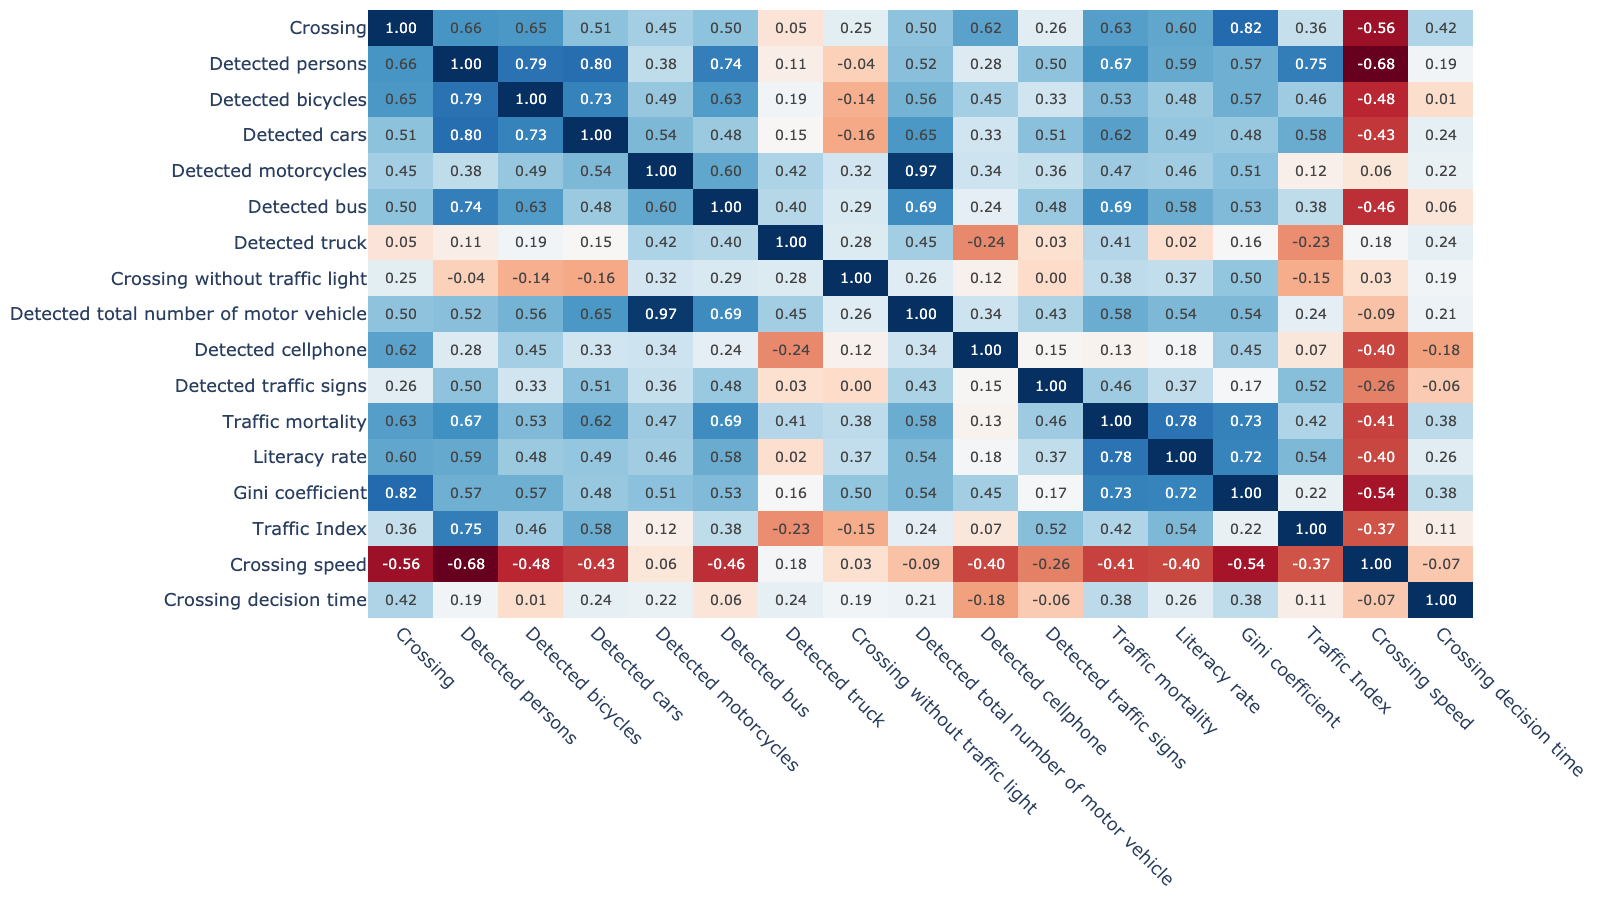 Crossing 1.00 0.66 0.65 0.51 0.45 0.50 0.05 0.25 0.50 0.62 0.26 0.63 0.60 0.82 0.36 -0.56 0.42
Detected persons 0.66 1.00 0.79 0.80 0.38 0.74 0.11 -0.04 0.52 0.28 0.50 0.67 0.59 0.57 0.75 -0.68 0.19
Detected bicycles 0.65 0.79 1.00 0.73 0.49 0.63 0.19 -0.14 0.56 0.45 0.33 0.53 0.48 0.57 0.46 -0.48 0.01
Detected cars 0.51 0.80 0.73 1.00 0.54 0.48 0.15 -0.16 0.65 0.33 0.51 0.62 0.49 0.48 0.58 -0.43 0.24
Detected motorcycles 0.45 0.38 0.49 0.54 1.00 0.60 0.42 0.32 0.97 0.34 0.36 0.47 0.46 0.51 0.12 0.06 0.22
Detected bus 0.50 0.74 0.63 0.48 0.60 1.00 0.40 0.29 0.69 0.24 0.48 0.69 0.58 0.53 0.38 -0.46 0.06
Detected truck 0.05 0.11 0.19 0.15 0.42 0.40 1.00 0.28 0.45 -0.24 0.03 0.41 0.02 0.16 -0.23 0.18 0.24
Crossing without traffic light 0.25 -0.04 -0.14 -0.16 0.32 0.29 0.28 1.00 0.26 0.12 0.00 0.38 0.37 0.50 -0.15 0.03 0.19
Detected total number of motor vehicle 0.50 0.52 0.56 0.65 0.97 0.69 0.45 0.26 1.00 0.34 0.43 0.58 0.54 0.54 0.24 -0.09 0.21
Detected cellphone 0.62 0.28 0.45 0.33 0.34 0.24 -0.24 0.12 0.34 1.00 0.15 0.13 0.18 0.45 0.07 -0.40 -0.18
Detected traffic signs 0.26 0.50 0.33 0.51 0.36 0.48 0.03 0.00 0.43 0.15 1.00 0.46 0.37 0.17 0.52 -0.26 -0.06
Traffic mortality 0.63 0.67 0.53 0.62 0.47 0.69 0.41 0.38 0.58 0.13 0.46 1.00 0.78 0.73 0.42 -0.41 0.38
Literacy rate 0.60 0.59 0.48 0.49 0.46 0.58 0.02 0.37 0.54 0.18 0.37 0.78 1.00 0.72 0.54 -0.40 0.26
Gini coefficient 0.82 0.57 0.57 0.48 0.51 0.53 0.16 0.50 0.54 0.45 0.17 0.73 0.72 1.00 0.22 -0.54 0.38
Traffic Index 0.36 0.75 0.46 0.58 0.12 0.38 -0.23 -0.15 0.24 0.07 0.52 0.42 0.54 0.22 1.00 -0.37 0.11
Crossing speed -0.56 -0.68 -0.48 -0.43 0.06 -0.46 0.18 0.03 -0.09 -0.40 -0.26 -0.41 -0.40 -0.54 -0.37 1.00 -0.07
Crossing decision time 0.42 0.19 0.01 0.24 0.22 0.06 0.24 0.19 0.21 -0.18 -0.06 0.38 0.26 0.38 0.11 -0.07 1.00
Crossing
Detected persons
Detected bicycles
Detected cars
Detected motorcycles
Detected bus
Detected truck
Crossing without traffic light
Detected total number of motor vehicle
Detected cellphone
Detected traffic signs
Traffic mortality
Literacy rate
Gini coefficient
Traffic Index
Crossing speed
Crossing decision time